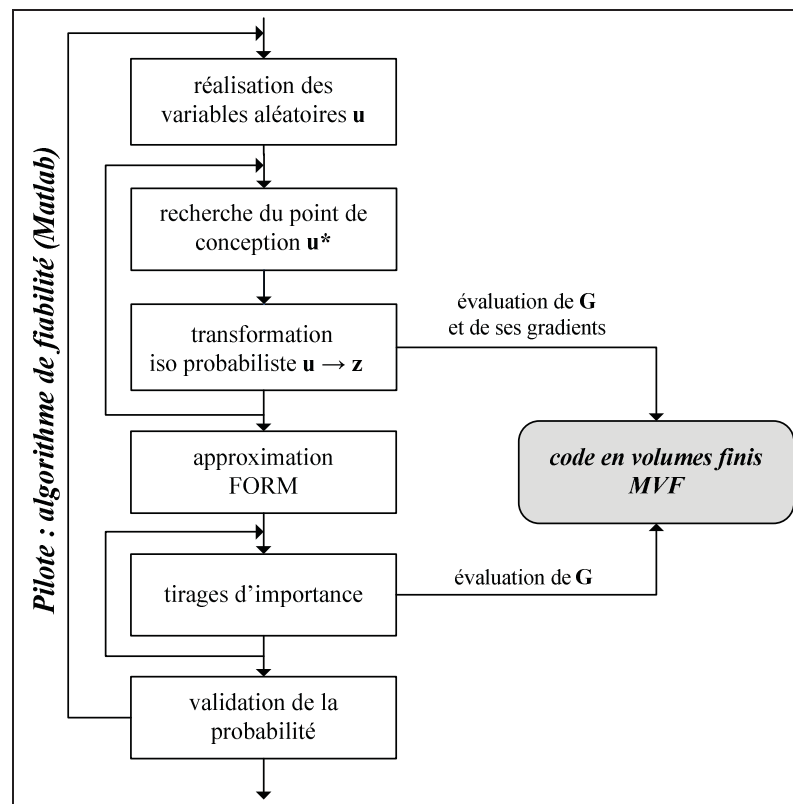 réalisation des
variables aléatoires u
recherche du point de
conception u*
transformation
iso probabiliste u → z
approximation
FORM
tirages d’importance
validation de la
probabilité
évaluation de G
et de ses gradients
code en volumes finis
MVF
évaluation de G
Pilote : algorithme de fiabilité (Matlab)